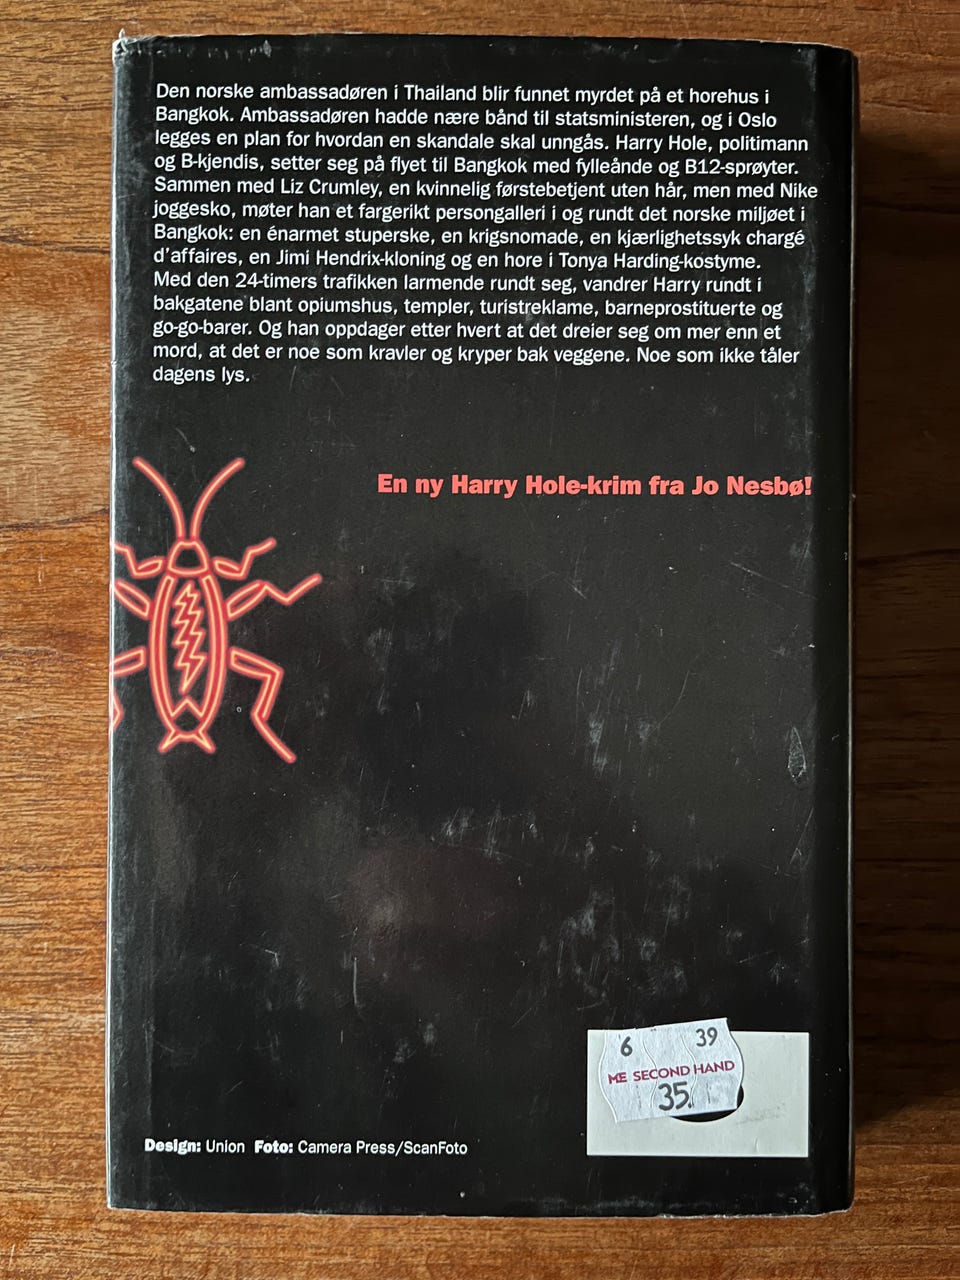 Den norske ambassadøren i Thailand blir funnet myrdet på et horehus i
Bangkok. Ambassadøren hadde nære bånd til statsministeren, og i Oslo
legges en plan for hvordan en skandale skal unngås. Harry Hole, politimann
og B-kjendis, setter seg på flyet til Bangkok med fylleånde og B12-sprøyter.
Sammen med Liz Crumley, en kvinnelig førstebetjent uten hår, men med Nike
joggesko, møter han et fargerikt persongalleri i og rundt det norske miljøet i
Bangkok: en énarmet stuperske, en krigsnomade, en kjærlighetssyk chargé
d'affaires, en Jimi Hendrix-kloning og en hore i Tonya Harding-kostyme.
Med den 24-timers trafikken larmende rundt seg, vandrer Harry rundt i
bakgatene blant opiumshus, templer, turistreklame, barneprostituerte og
go-go-barer. Og han oppdager etter hvert at det dreier seg om mer enn et
mord, at det er noe som kravler og kryper bak veggene. Noe som ikke tåler
dagens lys.
En ny Harry Hole-krim fra Jo Nesbø!
6 39
ME SECOND HAND
35.
Design: Union Foto: Camera Press/ScanFoto